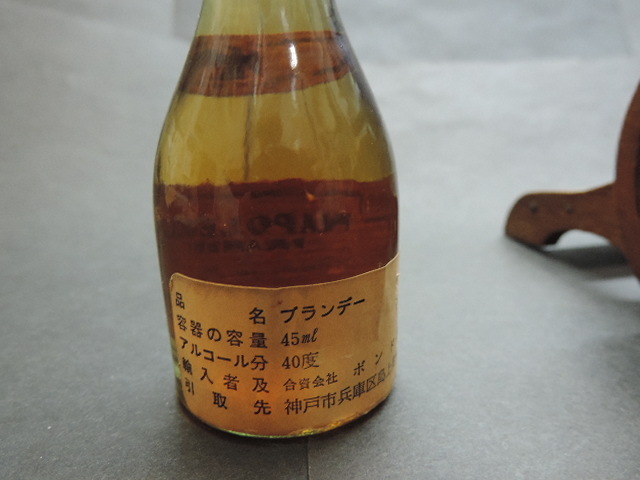 品名 ブランデー
容器の容量 45ml
アルコール分 40度
輸入者及 合資会社 ボンド
引取先 神戸市兵庫区
NAPOLEON